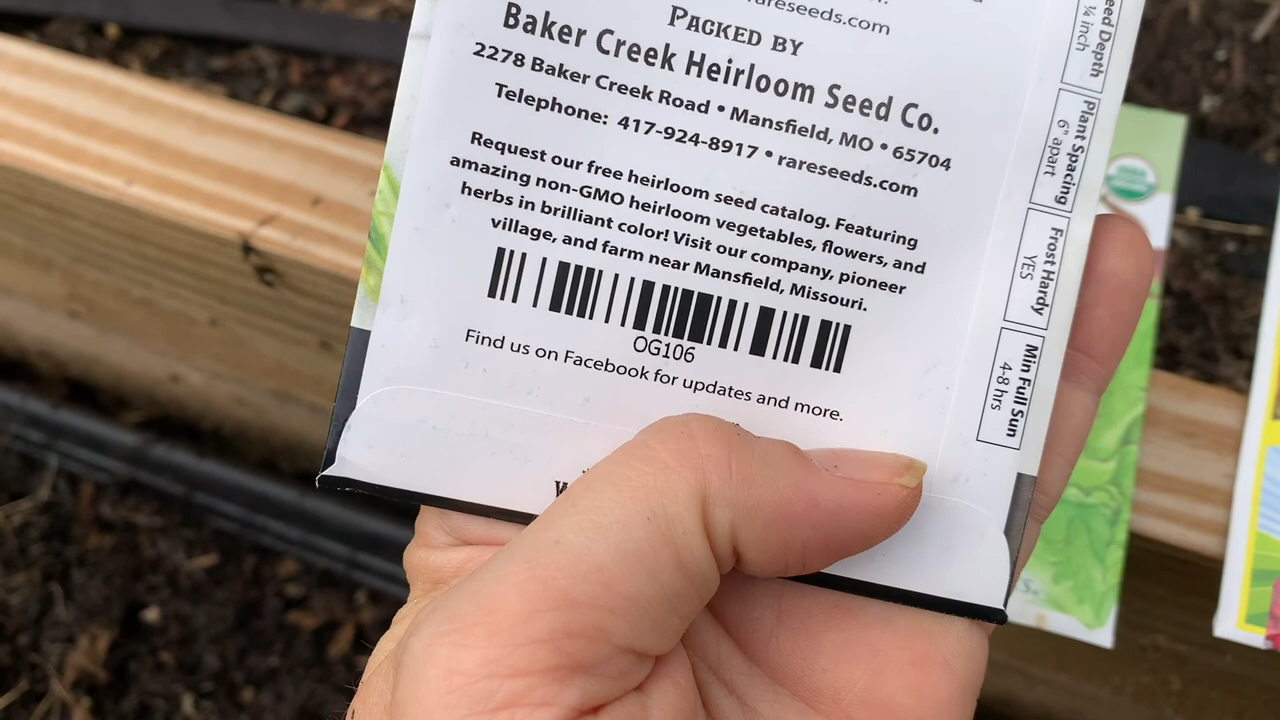 rareseeds.com
PACKED BY
Baker Creek Heirloom Seed Co.
2278 Baker Creek Road • Mansfield, MO • 65704
Telephone: 417-924-8917 • rareseeds.com
Request our free heirloom seed catalog. Featuring
amazing non-GMO heirloom vegetables, flowers, and
herbs in brilliant color! Visit our company, pioneer
village, and farm near Mansfield, Missouri.
OG106
Find us on Facebook for updates and more.
Depth
¼ inch
Plant Spacing
6" apart
Frost Hardy
YES
Min Full Sun
4-8 hrs